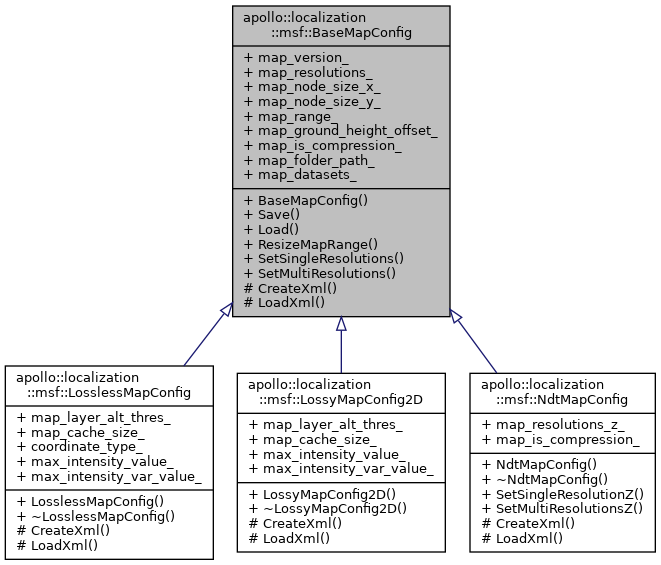 apollo::localization
::msf::BaseMapConfig
+ map_version_
+ map_resolutions_
+ map_node_size_x_
+ map_node_size_y_
+ map_range_
+ map_ground_height_offset_
+ map_is_compression_
+ map_folder_path_
+ map_datasets_
+ BaseMapConfig()
+ Save()
+ Load()
+ ResizeMapRange()
+ SetSingleResolutions()
+ SetMultiResolutions()
# CreateXml()
# LoadXml()
apollo::localization
::msf::LosslessMapConfig
+ map_layer_alt_thres_
+ map_cache_size_
+ coordinate_type_
+ max_intensity_value_
+ max_intensity_var_value_
+ LosslessMapConfig()
+ ~LosslessMapConfig()
# CreateXml()
# LoadXml()
apollo::localization
::msf::LossyMapConfig2D
+ map_layer_alt_thres_
+ map_cache_size_
+ max_intensity_value_
+ max_intensity_var_value_
+ LossyMapConfig2D()
+ ~LossyMapConfig2D()
# CreateXml()
# LoadXml()
apollo::localization
::msf::NdtMapConfig
+ map_resolutions_z_
+ map_is_compression_
+ NdtMapConfig()
+ ~NdtMapConfig()
+ SetSingleResolutionZ()
+ SetMultiResolutionsZ()
# CreateXml()
# LoadXml()